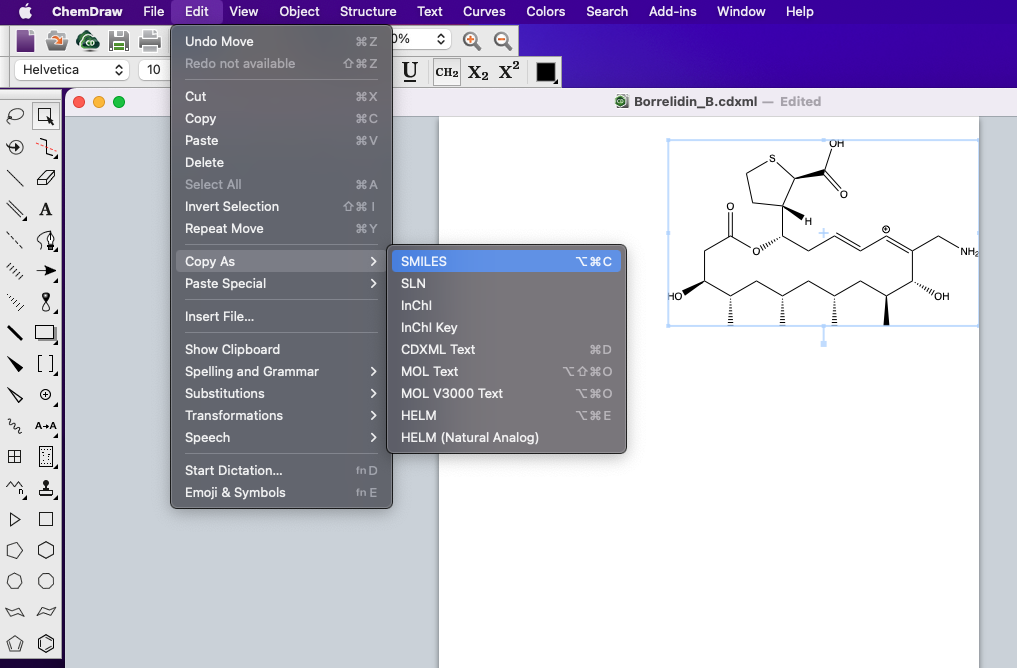 ChemDraw File Edit View Object Structure Text Curves Colors Search Add-ins Window Help
0%
Helvetica 10 U CH2 X2 X2
Borrelidin_B.cdxml — Edited
Undo Move ⌘Z
Redo not available ⇧⌘Z
Cut ⌘X
Copy ⌘C
Paste ⌘V
Delete
Select All ⌘A
Invert Selection ⇧⌘I
Repeat Move ⌘Y
Copy As
Paste Special
Insert File...
Show Clipboard
Spelling and Grammar
Substitutions
Transformations
Speech
Start Dictation... fn D
Emoji & Symbols fn E
SMILES ⌥⌘C
SLN
InChI
InChI Key
CDXML Text ⌘D
MOL Text ⌥⇧⌘O
MOL V3000 Text ⌥⌘O
HELM ⌥⌘E
HELM (Natural Analog)
A
A→A
n
OH
S
O
H
O
O
NH2
HO
OH